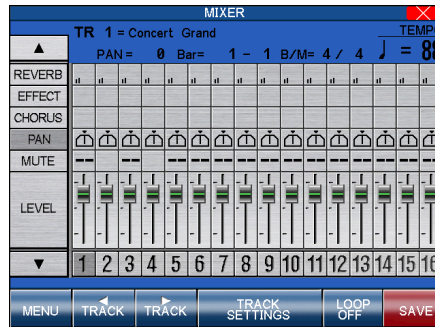 MIXER
TR 1 = Concert Grand
TEMP
PAN = 0 Bar= 1 - 1 B/M= 4 / 4 = 8
REVERB
EFFECT
CHORUS
PAN
MUTE
LEVEL
1 2 3 4 5 6 7 8 9 10 11 12 13 14 15 16
MENU TRACK TRACK TRACK SETTINGS LOOP OFF SAVE